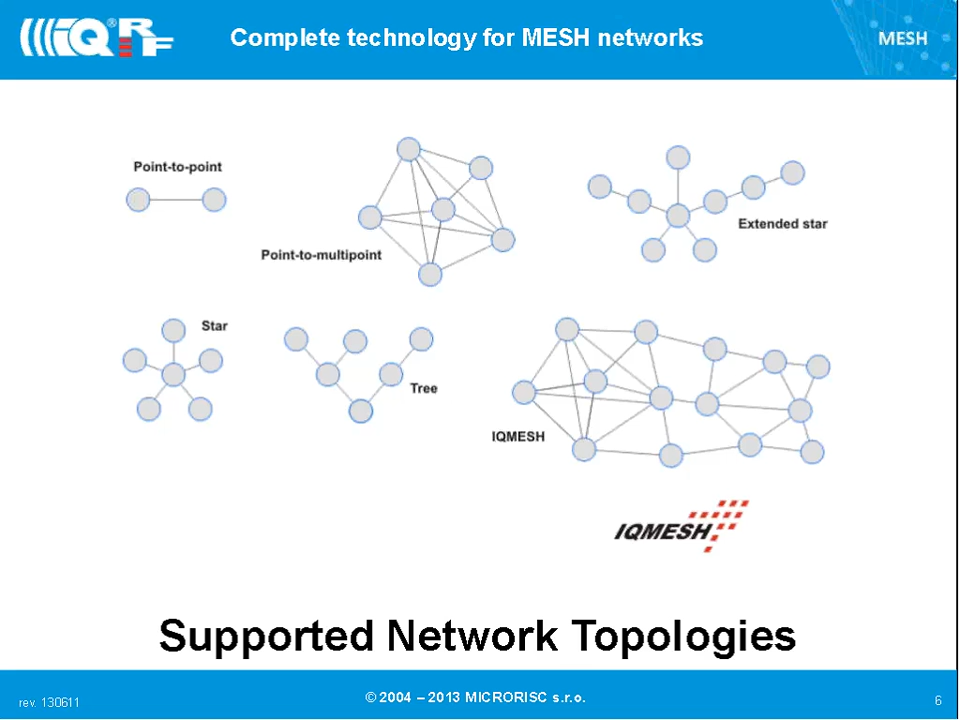 IQRF®
Complete technology for MESH networks
MESH
Point-to-point
Point-to-multipoint
Extended star
Star
Tree
IQMESH
IQMESH
Supported Network Topologies
rev. 130611
© 2004 – 2013 MICRORISC s.r.o.
6